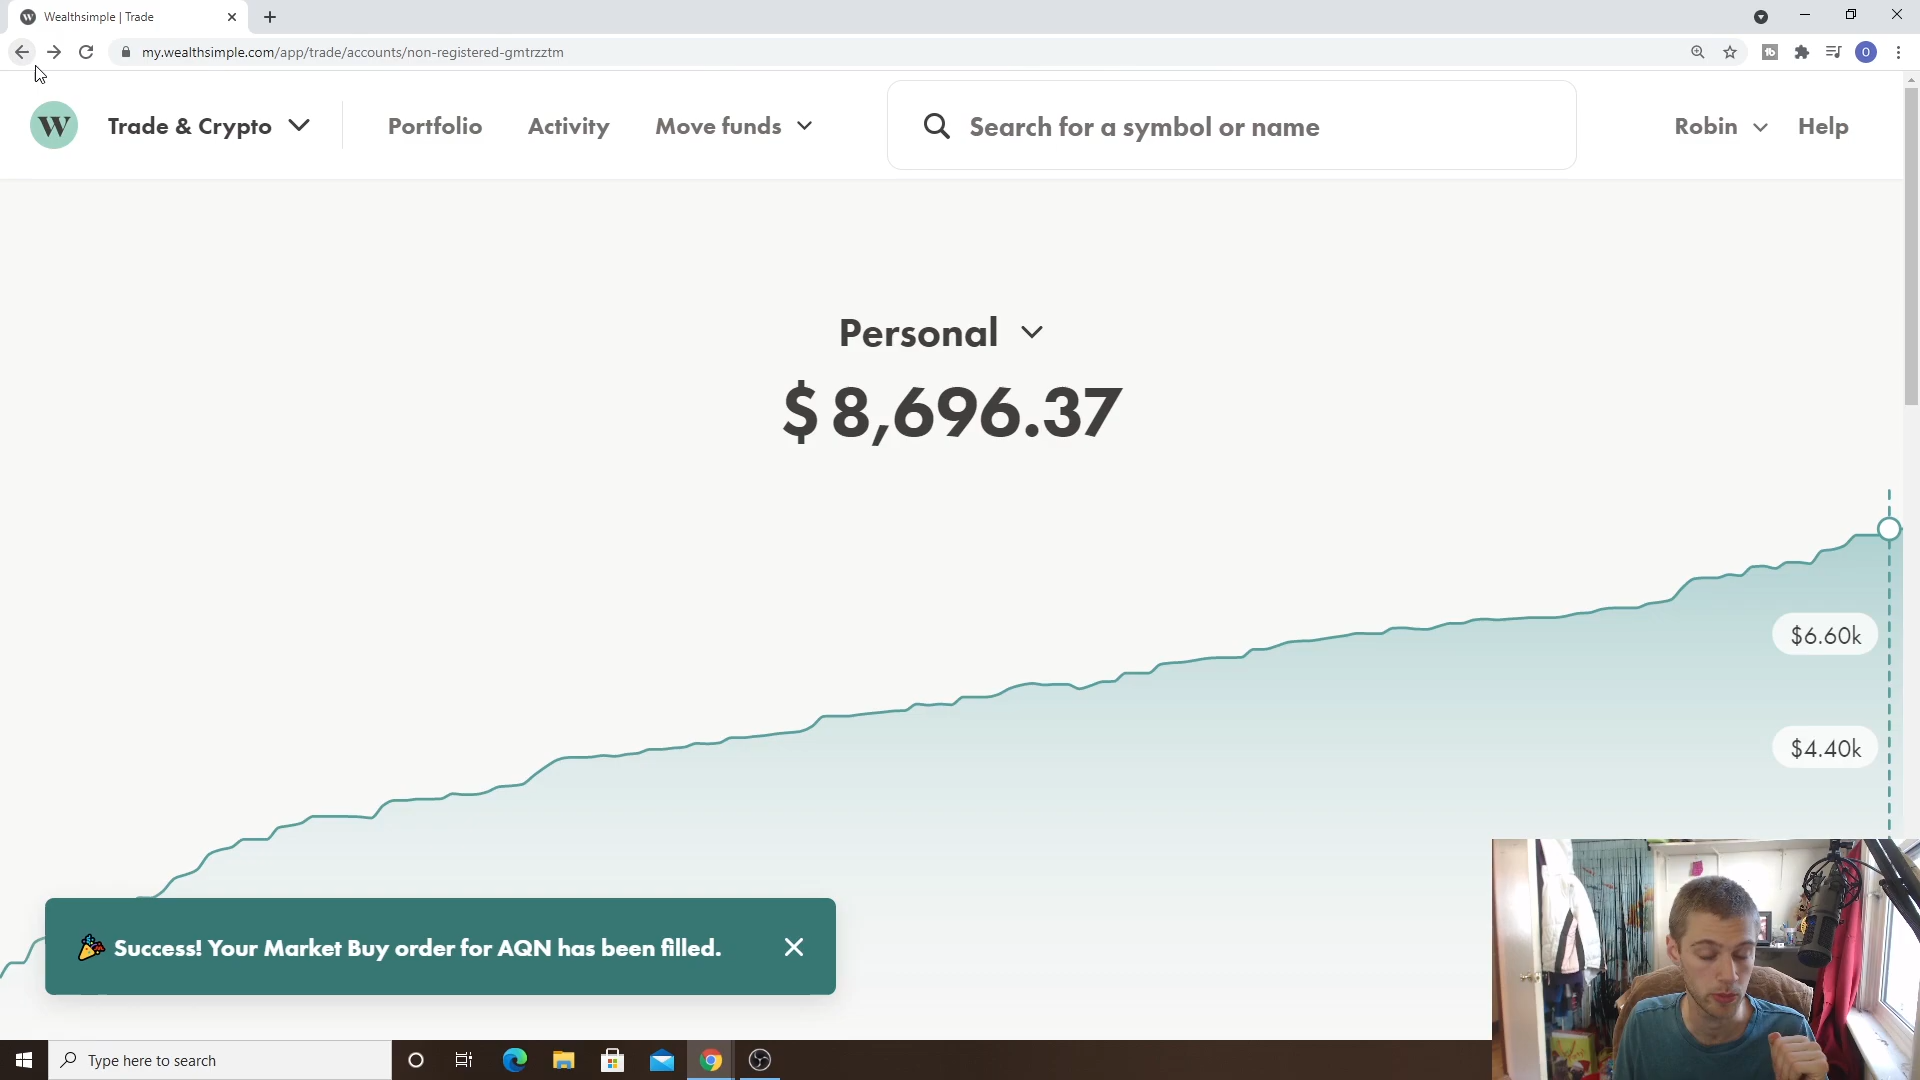 Wealthsimple | Trade
my.wealthsimple.com/app/trade/accounts/non-registered-gmtrzztm
O
W
Trade & Crypto
Portfolio
Activity
Move funds
Search for a symbol or name
Robin
Help
Personal
$ 8,696.37
$6.60k
$4.40k
Success! Your Market Buy order for AQN has been filled.
Type here to search